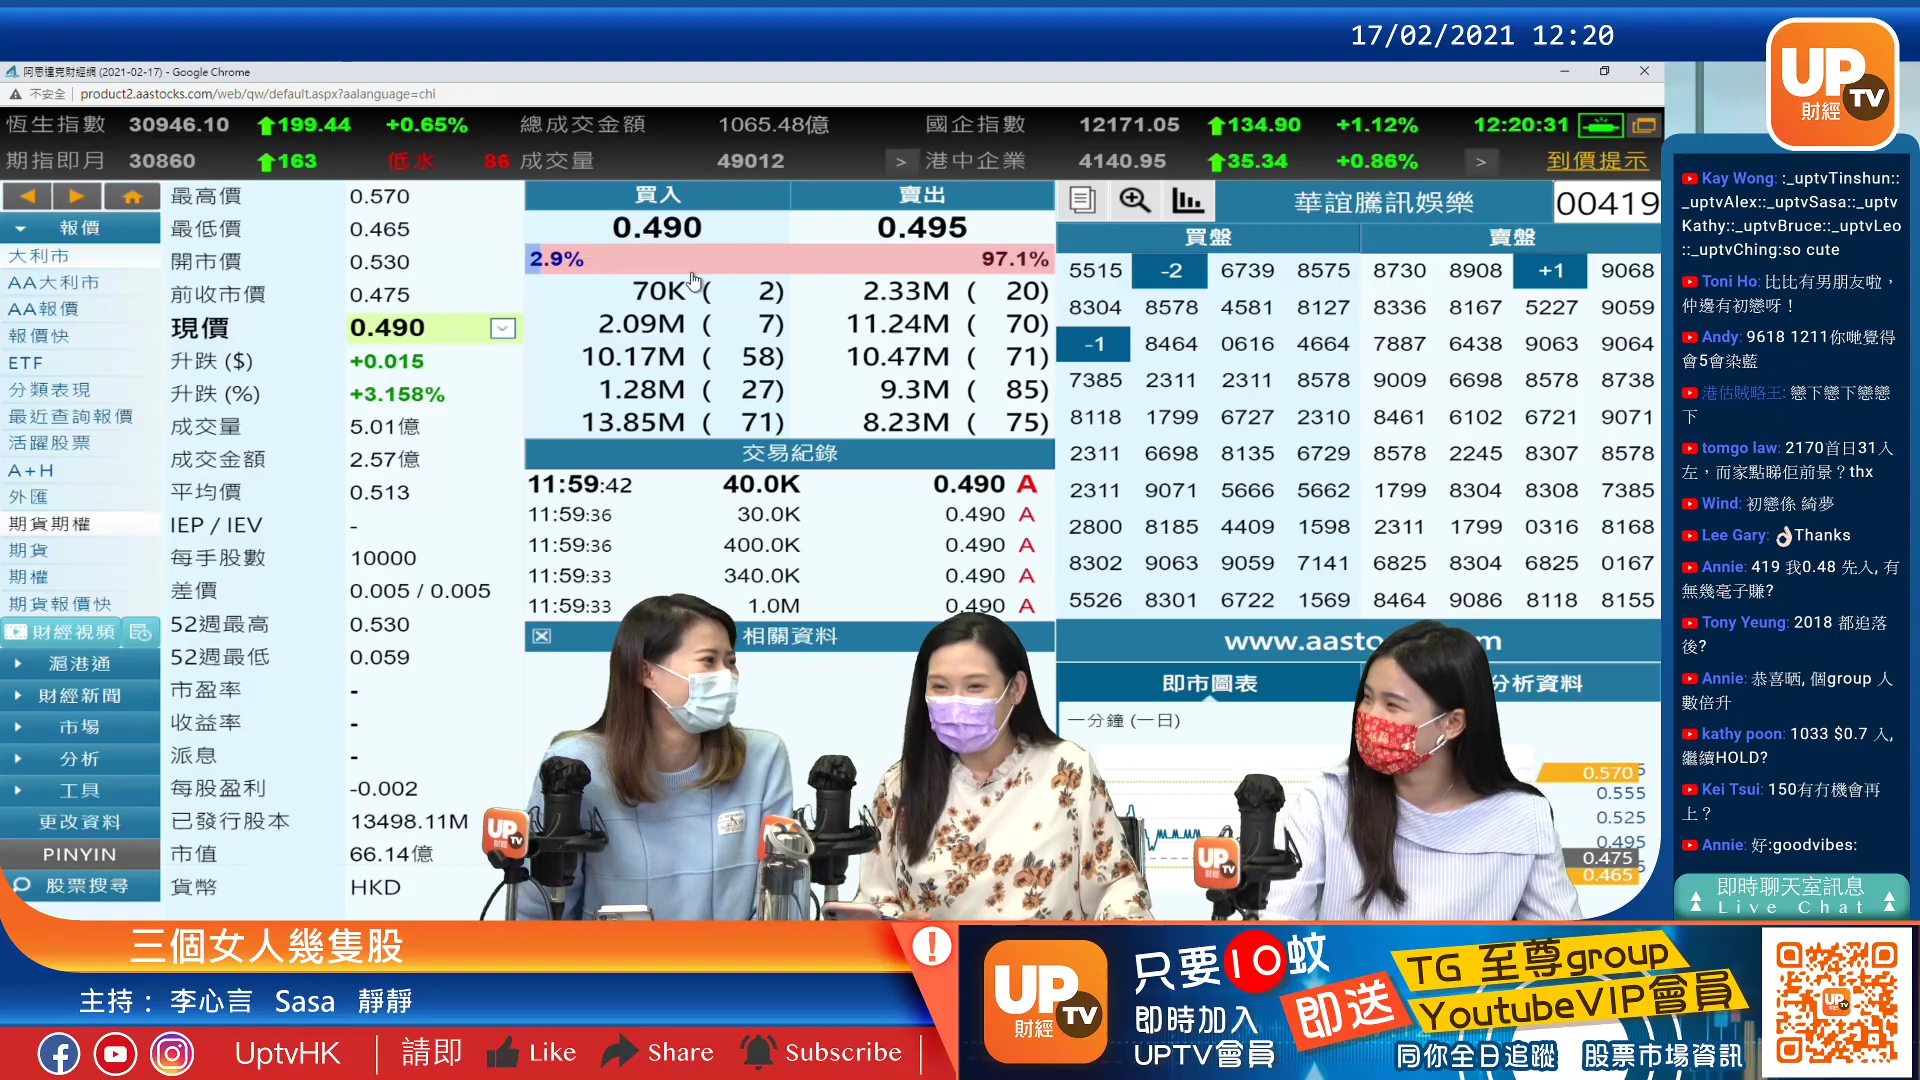 17/02/2021 12:20
UP
財經 TV
阿思達克財經網 (2021-02-17) - Google Chrome
不安全 | product2.aastocks.com/web/qw/default.aspx?aalanguage=chi
恆生指數 30946.10 199.44 +0.65% 總成交金額 1065.48億 國企指數 12171.05 134.90 +1.12% 12:20:31
期指即月 30860 163 低水 86 成交量 49012 > 港中企業 4140.95 35.34 +0.86% > 到價提示
報價
大利市
AA大利市
AA報價
報價快
ETF
分類表現
最近查詢報價
活躍股票
A+H
外匯
期貨期權
期貨
期權
期貨報價快
財經視頻
滬港通
財經新聞
市場
分析
工具
更改資料
PINYIN
股票搜尋
最高價 0.570
最低價 0.465
開市價 0.530
前收市價 0.475
現價 0.490
升跌 ($) +0.015
升跌 (%) +3.158%
成交量 5.01億
成交金額 2.57億
平均價 0.513
IEP / IEV -
每手股數 10000
差價 0.005 / 0.005
52週最高 0.530
52週最低 0.059
市盈率 -
收益率 -
派息 -
每股盈利 -0.002
已發行股本 13498.11M
市值 66.14億
貨幣 HKD
買入 賣出
0.490 0.495
2.9% 97.1%
70K ( 2) 2.33M ( 20)
2.09M ( 7) 11.24M ( 70)
10.17M ( 58) 10.47M ( 71)
1.28M ( 27) 9.3M ( 85)
13.85M ( 71) 8.23M ( 75)
交易紀錄
11:59:42 40.0K 0.490 A
11:59:36 30.0K 0.490 A
11:59:36 400.0K 0.490 A
11:59:33 340.0K 0.490 A
11:59:33 1.0M 0.490 A
相關資料
華誼騰訊娛樂 00419
買盤 賣盤
5515 -2 6739 8575 8730 8908 +1 9068
8304 8578 4581 8127 8336 8167 5227 9059
-1 8464 0616 4664 7887 6438 9063 9064
7385 2311 2311 8578 9009 6698 8578 8738
8118 1799 6727 2310 8461 6102 6721 9071
2311 6698 8135 6729 8578 2245 8307 8578
2311 9071 5666 5662 1799 8304 8308 7385
2800 8185 4409 1598 2311 1799 0316 8168
8302 9063 9059 7141 6825 8304 6825 0167
5526 8301 6722 1569 8464 9086 8118 8155
www.aasto m
即市圖表 分析資料
一分鐘 (一日)
0.570
0.555
0.525
0.495
0.475
0.465
UP
財經
UP
財經
Kay Wong: :_uptvTinshun::
_uptvAlex::_uptvSasa::_uptv
Kathy::_uptvBruce::_uptvLeo
::_uptvChing:so cute
Toni Ho: 比比有男朋友啦，
仲邊有初戀呀！
Andy: 9618 1211你哋覺得
會5會染藍
港估賊略王: 戀下戀下戀戀
下
tomgo law: 2170首日31入
左，而家點睇佢前景？thx
Wind: 初戀係 綺夢
Lee Gary: 👌🏻Thanks
Annie: 419 我0.48 先入, 有
無幾毫子賺?
Tony Yeung: 2018 都追落
後?
Annie: 恭喜晒, 個group 人
數倍升
kathy poon: 1033 $0.7 入,
繼續HOLD?
Kei Tsui: 150有冇機會再
上？
Annie: 好:goodvibes:
即時聊天室訊息
Live Chat
三個女人幾隻股
主持： 李心言 Sasa 靜靜
UptvHK | 請即 Like Share Subscribe |
UP
財經 TV
只要10蚊
即時加入
UPTV會員
即送
TG 至尊group
YoutubeVIP會員
同你全日追蹤 股票市場資訊
UP